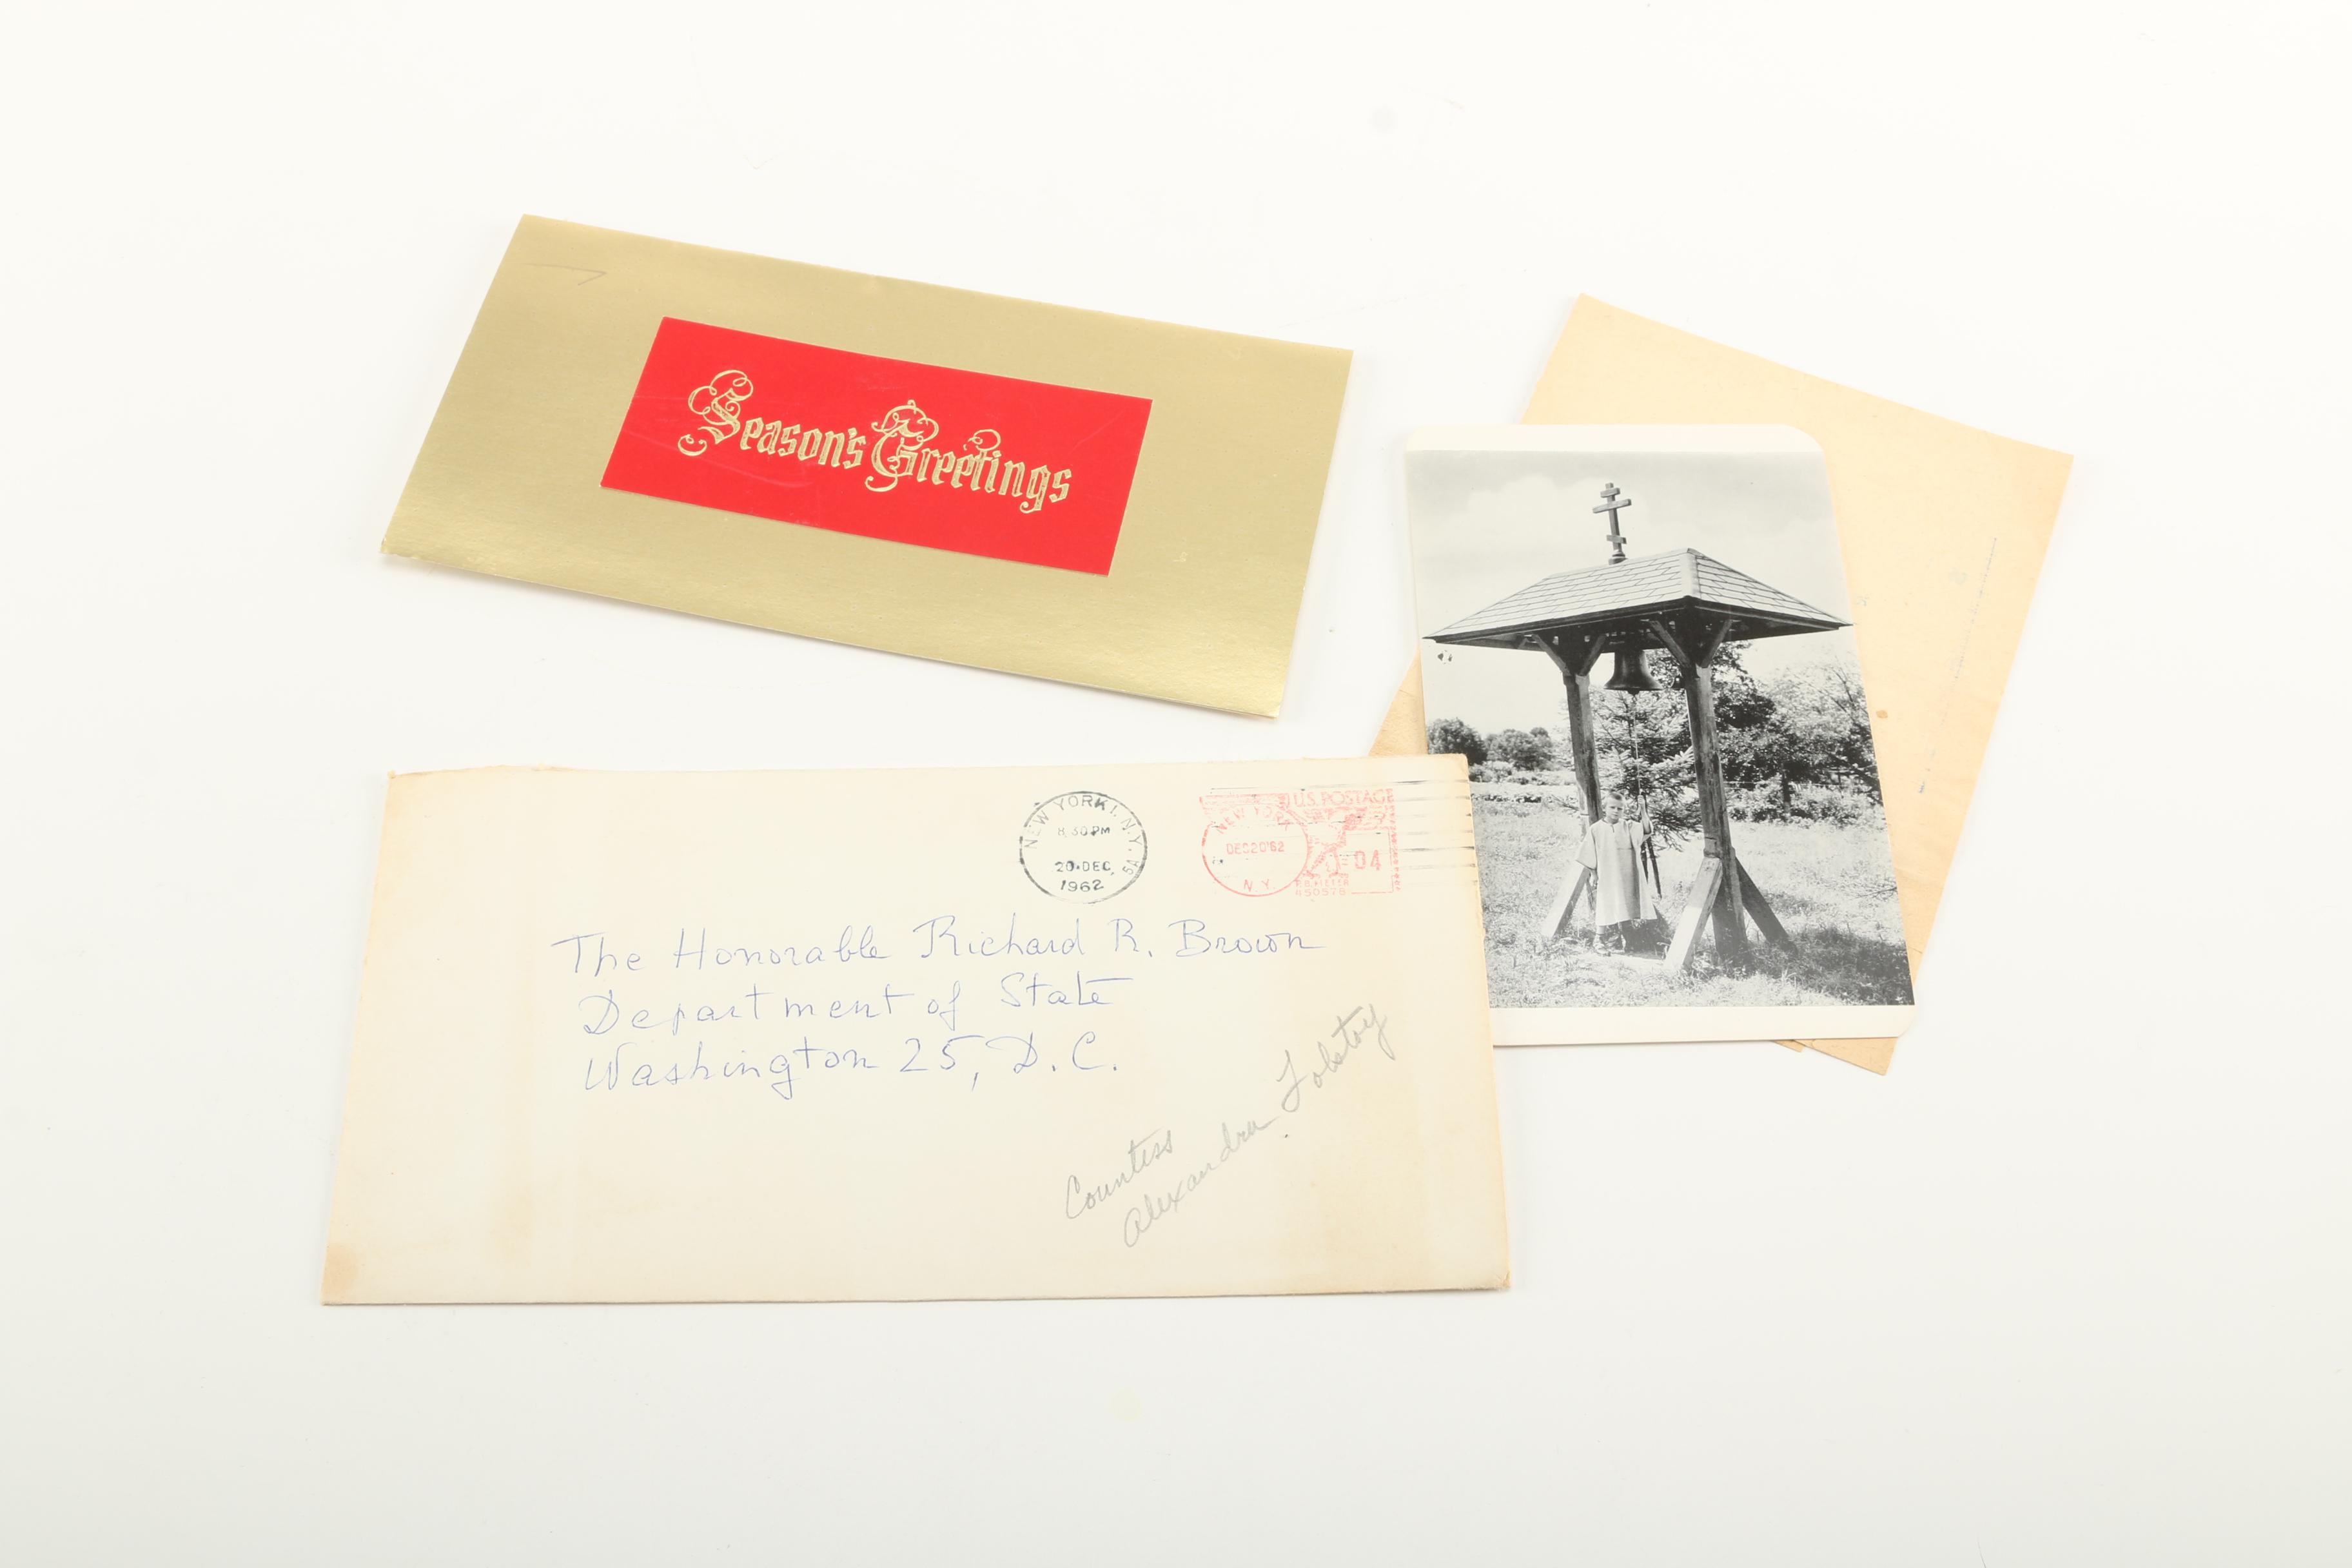 Season's Greetings
NEW YORK 1, N.Y.
8 30 PM
20 DEC
1962
U.S. POSTAGE
NEW YORK
DEC 20 '62
N.Y.
04
P.B. METER
The Honorable Richard R. Brown
Department of State
Washington 25, D.C.
Countess
Alexandra Tolstoy